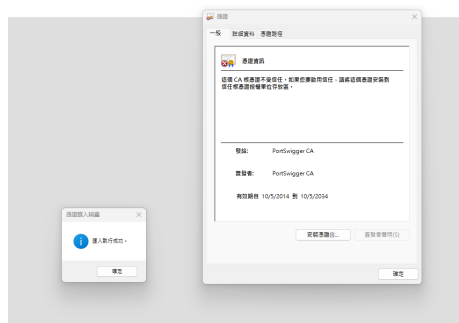 憑證
一般 詳細資料 憑證路徑
憑證資訊
這個 CA 根憑證不受信任。如果您要啟用信任，請將這個憑證安裝到
信任根憑證授權單位存放區。
發給: PortSwigger CA
簽發者: PortSwigger CA
有效期自 10/5/2014 到 10/5/2034
安裝憑證(I)... 簽發者聲明(S)
確定
憑證匯入精靈
匯入執行成功。
確定